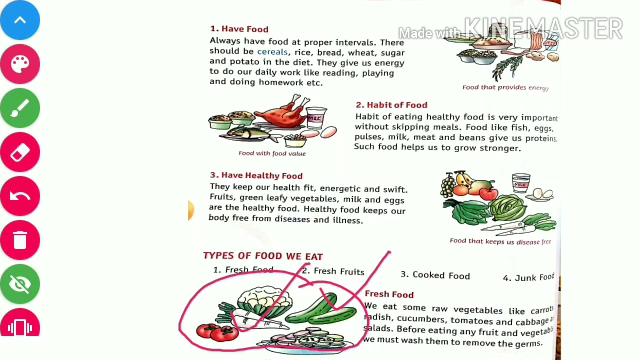 Made with KINEMASTER
1. Have Food
Always have food at proper intervals. There
should be cereals, rice, bread, wheat, sugar
and potato in the diet. They give us energy
to do our daily work like reading, playing
and doing homework etc.
Food that provides energy
2. Habit of Food
Habit of eating healthy food is very important
without skipping meals. Food like fish, eggs,
pulses, milk, meat and beans give us proteins.
Such food helps us to grow stronger.
Food with food value
3. Have Healthy Food
They keep our health fit, energetic and swift.
Fruits, green leafy vegetables, milk and eggs
are the healthy food. Healthy food keeps our
body free from diseases and illness.
Food that keeps us disease free
TYPES OF FOOD WE EAT
1. Fresh Food 2. Fresh Fruits 3. Cooked Food 4. Junk Food
Fresh Food
We eat some raw vegetables like carrots
radish, cucumbers, tomatoes and cabbage
salads. Before eating any fruit and vegetable
we must wash them to remove the germs.